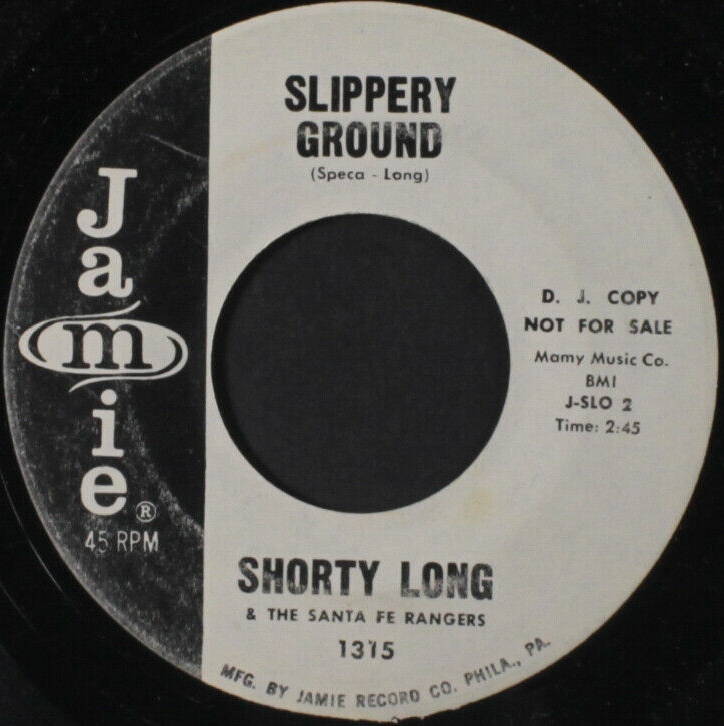 SLIPPERY
GROUND
(Speca - Long)
Jamie®
45 RPM
D. J. COPY
NOT FOR SALE
Mamy Music Co.
BMI
J-SLO 2
Time: 2:45
SHORTY LONG
& THE SANTA FE RANGERS
1315
MFG. BY JAMIE RECORD CO. PHILA., PA.